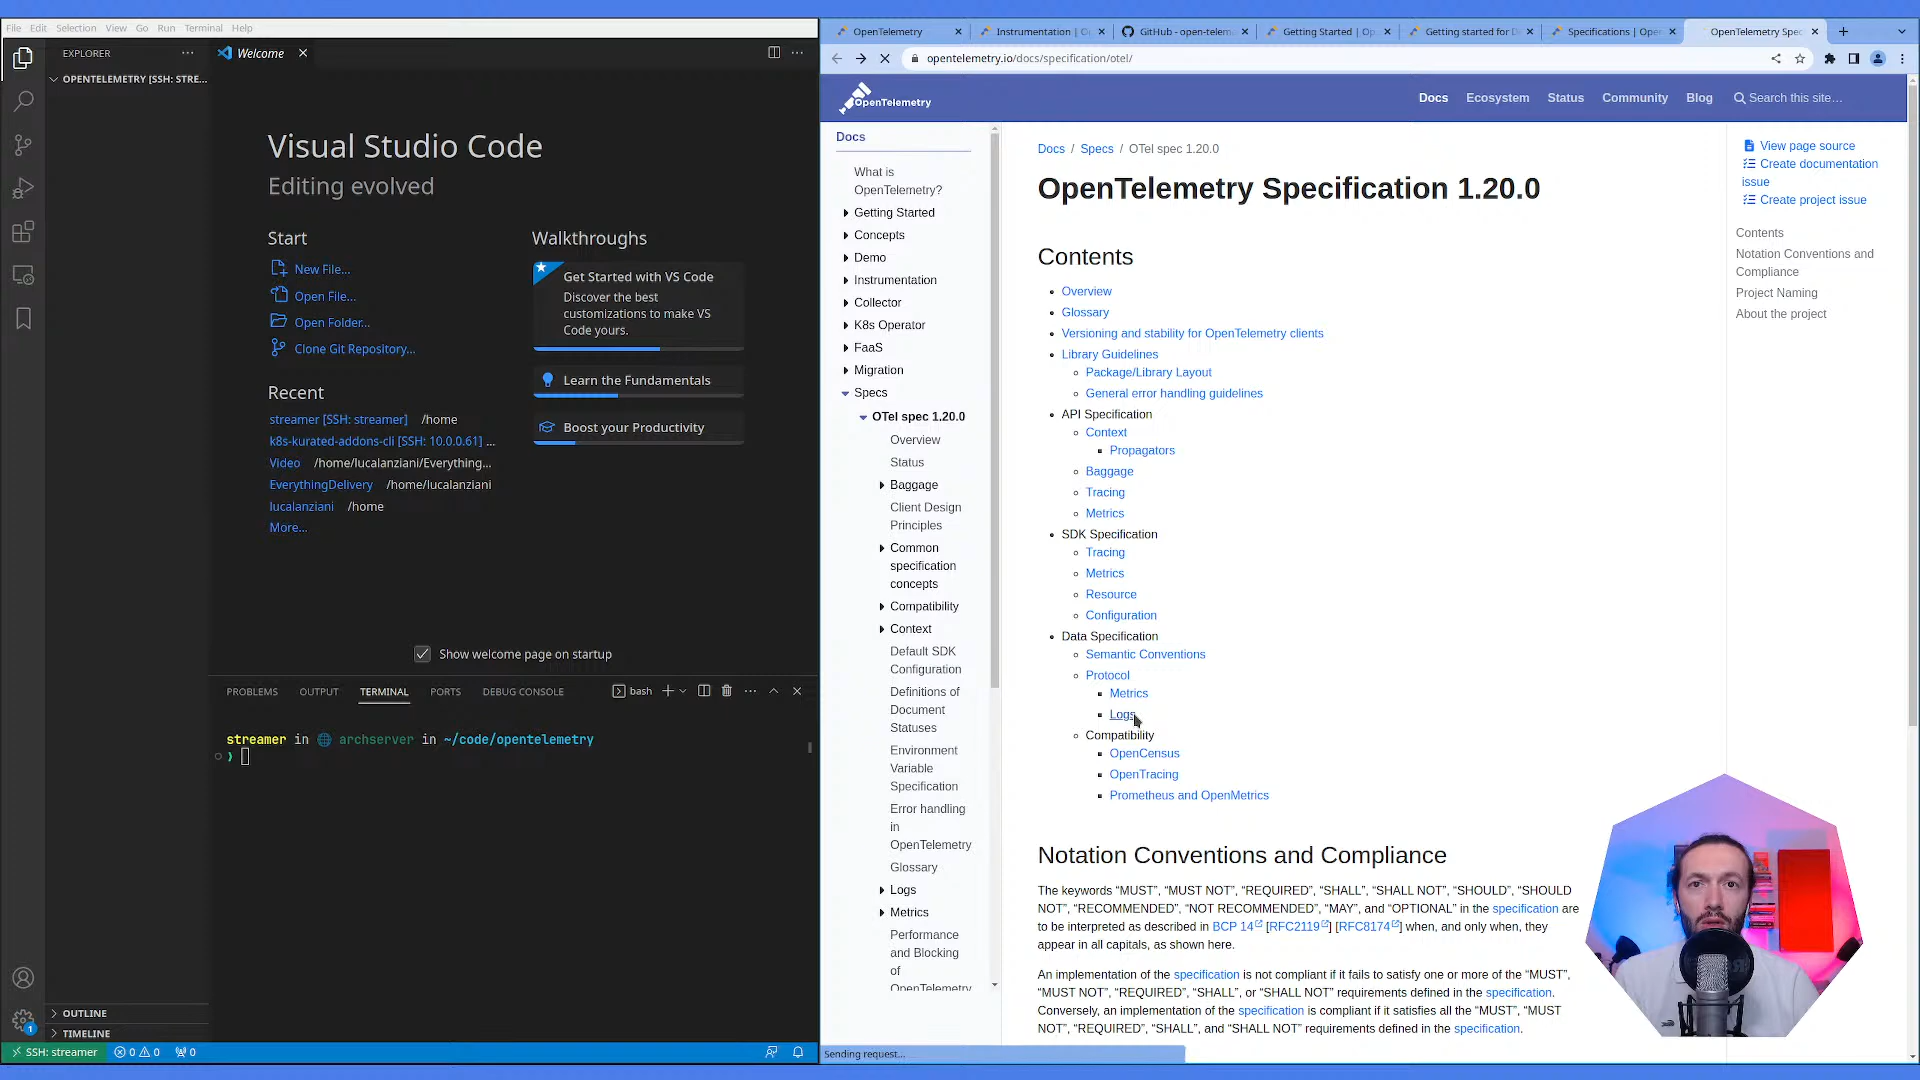 File Edit Selection View Go Run Terminal Help
EXPLORER
OPENTELEMETRY [SSH: STRE...
Welcome
Visual Studio Code
Editing evolved
Start
New File...
Open File...
Open Folder...
Clone Git Repository...
Recent
streamer [SSH: streamer] /home
k8s-kurated-addons-cli [SSH: 10.0.0.61] ...
Video /home/lucalanziani/Everything...
EverythingDelivery /home/lucalanziani
lucalanziani /home
More...
Walkthroughs
Get Started with VS Code
Discover the best
customizations to make VS
Code yours.
Learn the Fundamentals
Boost your Productivity
Show welcome page on startup
PROBLEMS OUTPUT TERMINAL PORTS DEBUG CONSOLE
bash
streamer in archserver in ~/code/opentelemetry
OUTLINE
TIMELINE
1
SSH: streamer 0 0 0
OpenTelemetry
Instrumentation | O
GitHub - open-telem
Getting Started | Op
Getting started for D
Specifications | Ope
OpenTelemetry Spec
opentelemetry.io/docs/specification/otel/
OpenTelemetry
Docs Ecosystem Status Community Blog Search this site…
Docs
What is
OpenTelemetry?
Getting Started
Concepts
Demo
Instrumentation
Collector
K8s Operator
FaaS
Migration
Specs
OTel spec 1.20.0
Overview
Status
Baggage
Client Design
Principles
Common
specification
concepts
Compatibility
Context
Default SDK
Configuration
Definitions of
Document
Statuses
Environment
Variable
Specification
Error handling
in
OpenTelemetry
Glossary
Logs
Metrics
Performance
and Blocking
of
OpenTelemetry
Docs / Specs / OTel spec 1.20.0
OpenTelemetry Specification 1.20.0
Contents
Overview
Glossary
Versioning and stability for OpenTelemetry clients
Library Guidelines
Package/Library Layout
General error handling guidelines
API Specification
Context
Propagators
Baggage
Tracing
Metrics
SDK Specification
Tracing
Metrics
Resource
Configuration
Data Specification
Semantic Conventions
Protocol
Metrics
Logs
Compatibility
OpenCensus
OpenTracing
Prometheus and OpenMetrics
Notation Conventions and Compliance
The keywords “MUST”, “MUST NOT”, “REQUIRED”, “SHALL”, “SHALL NOT”, “SHOULD”, “SHOULD
NOT”, “RECOMMENDED”, “NOT RECOMMENDED”, “MAY”, and “OPTIONAL” in the specification are
to be interpreted as described in BCP 14 [RFC2119] [RFC8174] when, and only when, they
appear in all capitals, as shown here.
An implementation of the specification is not compliant if it fails to satisfy one or more of the “MUST”,
“MUST NOT”, “REQUIRED”, “SHALL”, or “SHALL NOT” requirements defined in the specification.
Conversely, an implementation of the specification is compliant if it satisfies all the “MUST”, “MUST
NOT”, “REQUIRED”, “SHALL”, and “SHALL NOT” requirements defined in the specification.
View page source
Create documentation
issue
Create project issue
Contents
Notation Conventions and
Compliance
Project Naming
About the project
Sending request...